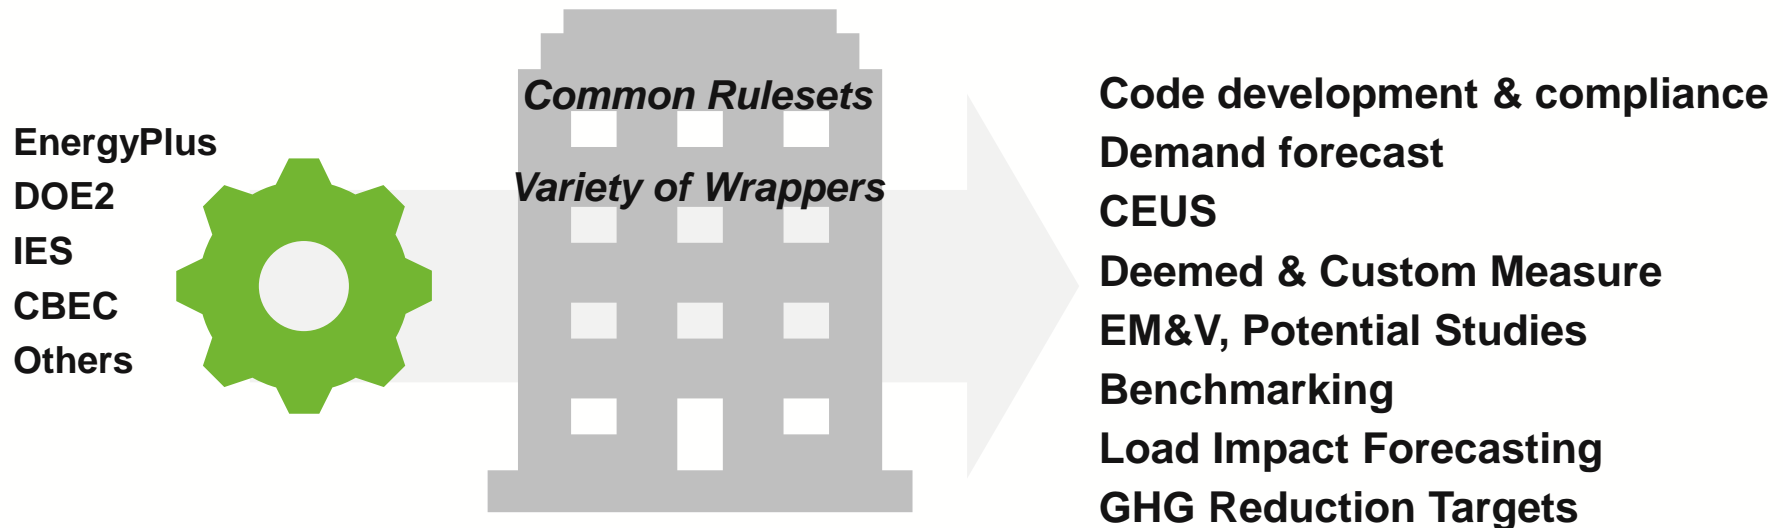 EnergyPlus
DOE2
IES
CBEC
Others
Common Rulesets
Variety of Wrappers
Code development & compliance
Demand forecast
CEUS
Deemed & Custom Measure
EM&V, Potential Studies
Benchmarking
Load Impact Forecasting
GHG Reduction Targets